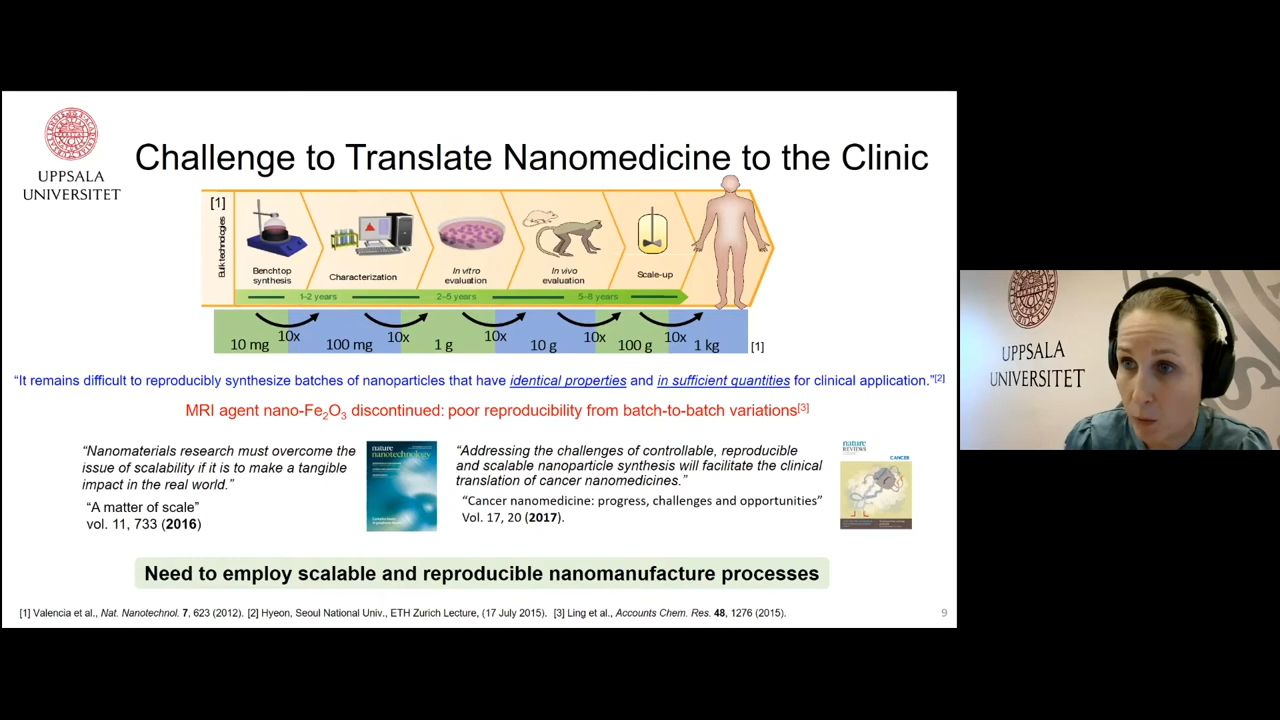 UPPSALA
UNIVERSITET
Challenge to Translate Nanomedicine to the Clinic
[1]
Bulk technologies
Benchtop
synthesis
Characterization
In vitro
evaluation
In vivo
evaluation
Scale-up
1-2 years
2-5 years
5-8 years
10 mg
10x
100 mg
10x
1 g
10x
10 g
10x
100 g
10x
1 kg
[1]
“It remains difficult to reproducibly synthesize batches of nanoparticles that have identical properties and in sufficient quantities for clinical application.”[2]
MRI agent nano-Fe2O3 discontinued: poor reproducibility from batch-to-batch variations[3]
“Nanomaterials research must overcome the
issue of scalability if it is to make a tangible
impact in the real world.”
“A matter of scale”
vol. 11, 733 (2016)
nature
nanotechnology
“Addressing the challenges of controllable, reproducible
and scalable nanoparticle synthesis will facilitate the clinical
translation of cancer nanomedicines.”
“Cancer nanomedicine: progress, challenges and opportunities”
Vol. 17, 20 (2017).
nature
REVIEWS
CANCER
Need to employ scalable and reproducible nanomanufacture processes
[1] Valencia et al., Nat. Nanotechnol. 7, 623 (2012). [2] Hyeon, Seoul National Univ., ETH Zurich Lecture, (17 July 2015). [3] Ling et al., Accounts Chem. Res. 48, 1276 (2015).
9
UPPSALA
UNIVERSITET